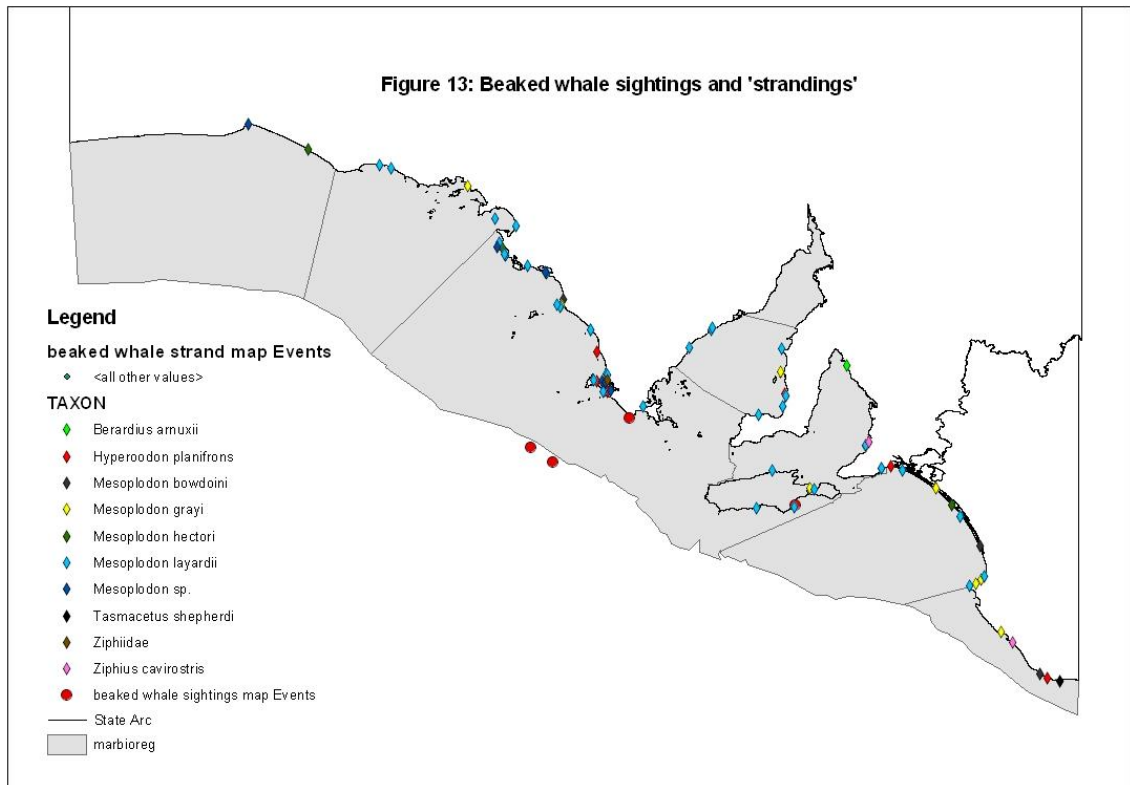 Figure 13: Beaked whale sightings and 'strandings'
Legend
beaked whale strand map Events
<all other values>
TAXON
Berardius arnuxii
Hyperoodon planifrons
Mesoplodon bowdoini
Mesoplodon grayi
Mesoplodon hectori
Mesoplodon layardii
Mesoplodon sp.
Tasmacetus shepherdi
Ziphiidae
Ziphius cavirostris
beaked whale sightings map Events
State Arc
marbioreg